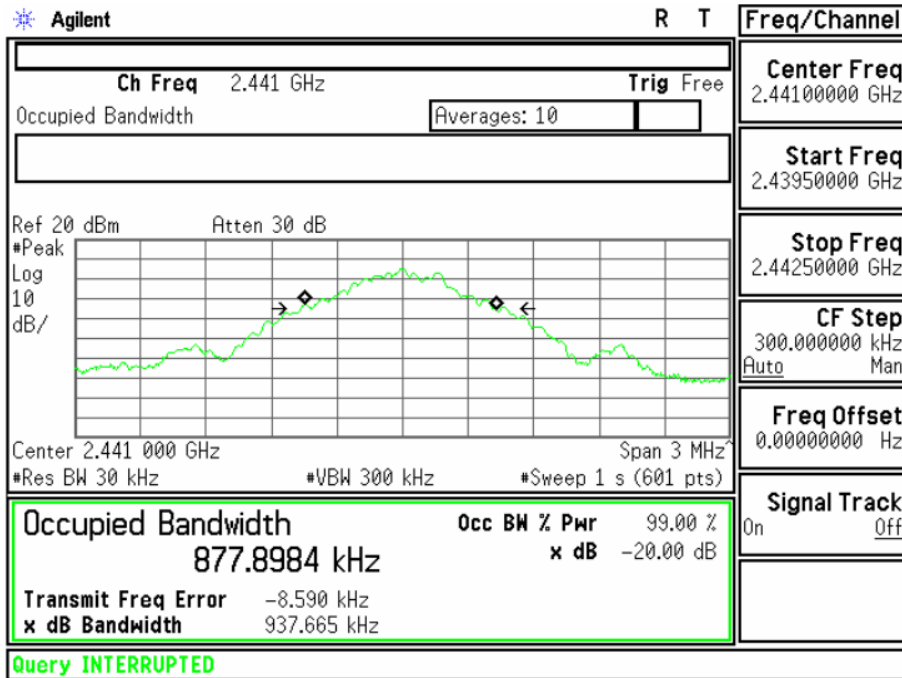 Agilent
R T
Freq/Channel
Ch Freq 2.441 GHz
Trig Free
Occupied Bandwidth
Averages: 10
Center Freq
2.44100000 GHz
Start Freq
2.43950000 GHz
Stop Freq
2.44250000 GHz
CF Step
300.000000 kHz
Auto Man
Freq Offset
0.00000000 Hz
Signal Track
On Off
Ref 20 dBm Atten 30 dB
#Peak
Log
10
dB/
Center 2.441 000 GHz Span 3 MHz^
#Res BW 30 kHz #VBW 300 kHz #Sweep 1 s (601 pts)
Occupied Bandwidth
877.8984 kHz
Occ BW % Pwr 99.00 %
x dB -20.00 dB
Transmit Freq Error -8.590 kHz
x dB Bandwidth 937.665 kHz
Query INTERRUPTED